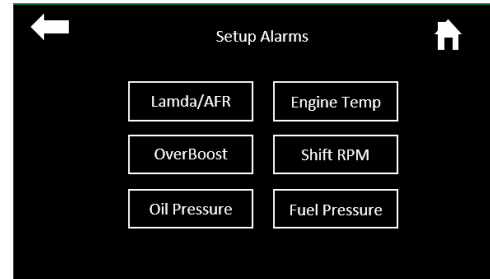 Setup Alarms
Lamda/AFR
Engine Temp
OverBoost
Shift RPM
Oil Pressure
Fuel Pressure